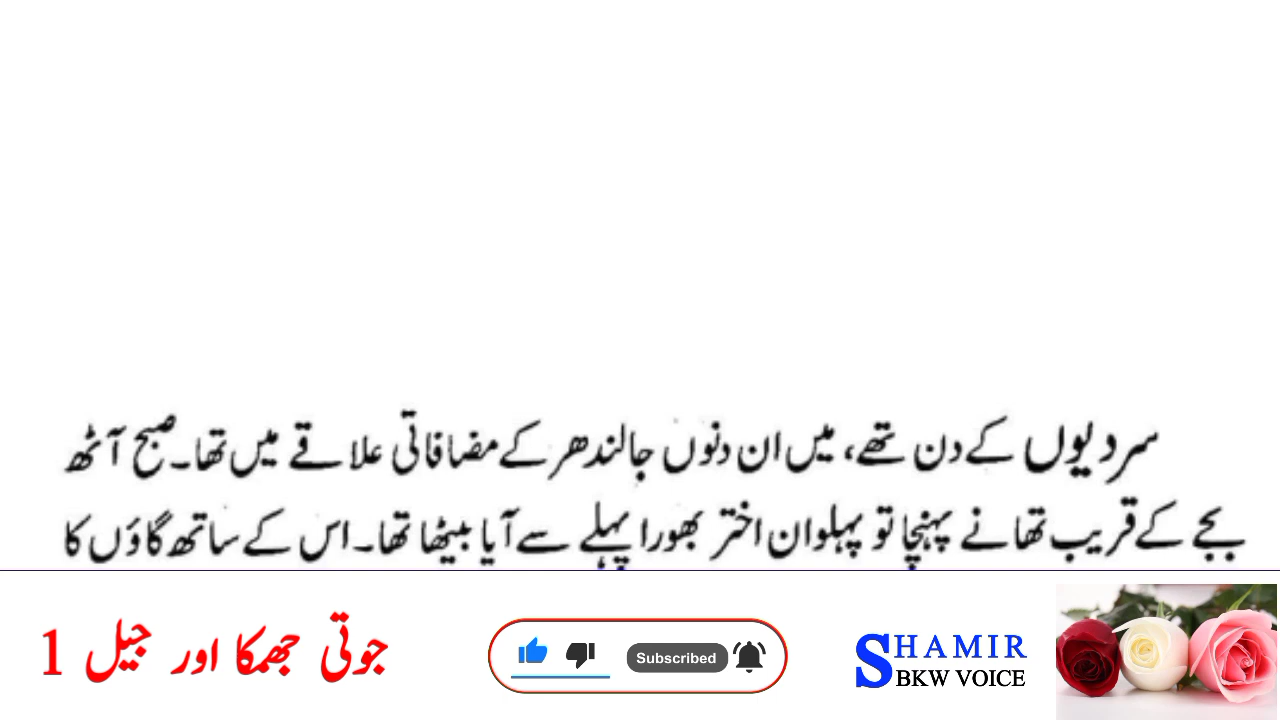 سردیوں کے دن تھے، میں ان دنوں جالندھر کے مضافاتی علاقے میں تھا۔ صبح آٹھ
بجے کے قریب تھانے پہنچا تو پہلوان اختر بھورا پہلے سے آیا بیٹھا تھا۔ اس کے ساتھ گاؤں کا
جوتی جھمکا اور جیل 1
Subscribed
SHAMIR
BKW VOICE